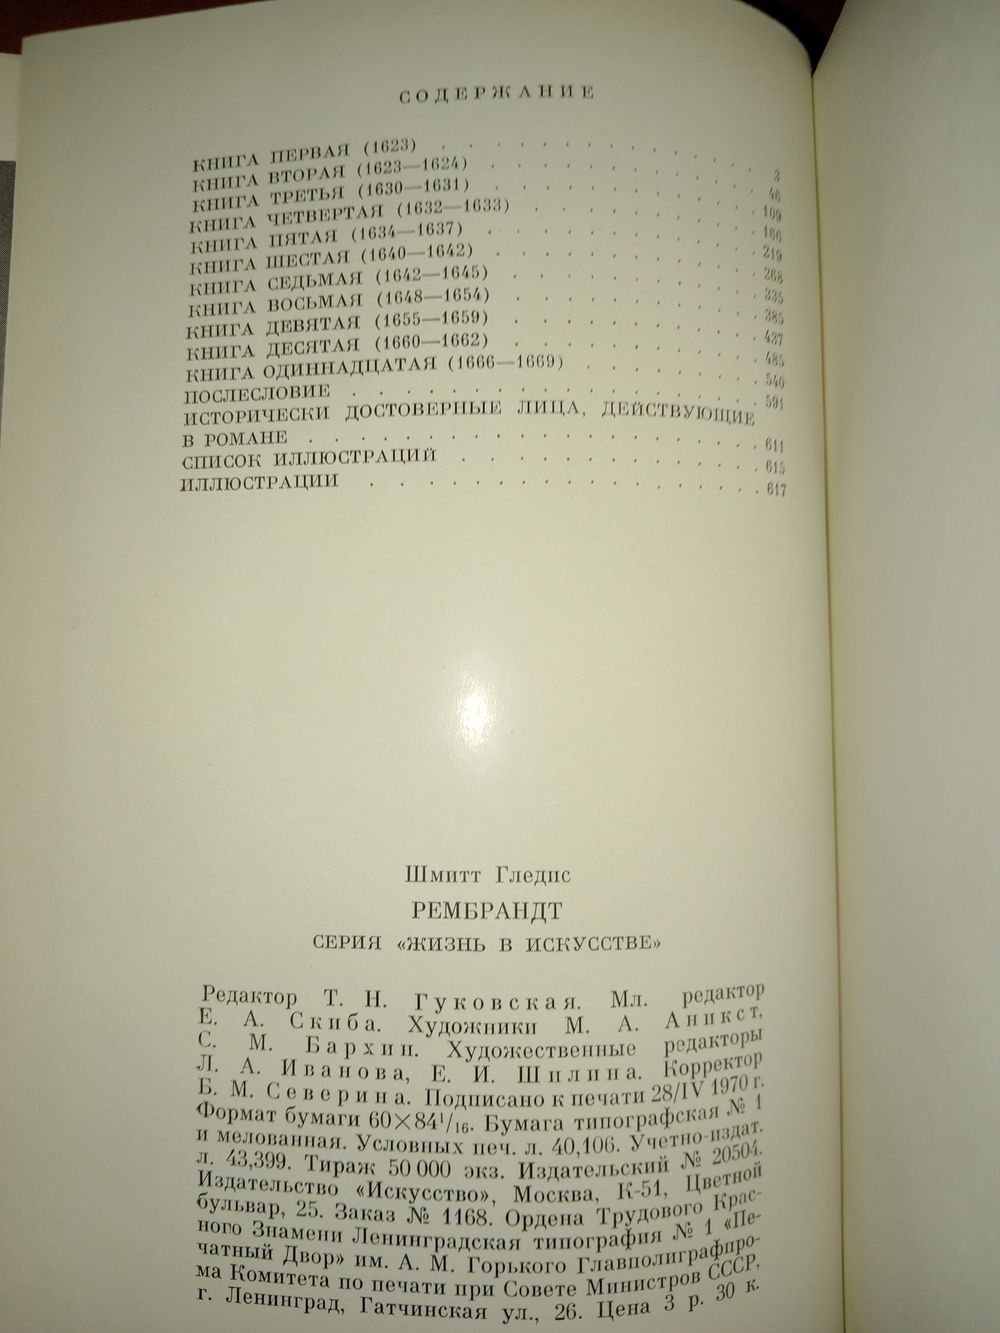 СОДЕРЖАНИЕ
КНИГА ПЕРВАЯ (1623) . . . . . . . . . . . . 3
КНИГА ВТОРАЯ (1623—1624) . . . . . . . . . . 46
КНИГА ТРЕТЬЯ (1630—1631) . . . . . . . . . . 109
КНИГА ЧЕТВЕРТАЯ (1632—1633) . . . . . . . . 166
КНИГА ПЯТАЯ (1634—1637) . . . . . . . . . . 219
КНИГА ШЕСТАЯ (1640—1642) . . . . . . . . . . 268
КНИГА СЕДЬМАЯ (1642—1645) . . . . . . . . . 335
КНИГА ВОСЬМАЯ (1648—1654) . . . . . . . . . 385
КНИГА ДЕВЯТАЯ (1655—1659) . . . . . . . . . 437
КНИГА ДЕСЯТАЯ (1660—1662) . . . . . . . . . 485
КНИГА ОДИННАДЦАТАЯ (1666—1669) . . . . . . . 540
ПОСЛЕСЛОВИЕ . . . . . . . . . . . . . . . 591
ИСТОРИЧЕСКИ ДОСТОВЕРНЫЕ ЛИЦА, ДЕЙСТВУЮЩИЕ
В РОМАНЕ . . . . . . . . . . . . . . . . 611
СПИСОК ИЛЛЮСТРАЦИЙ . . . . . . . . . . . 615
ИЛЛЮСТРАЦИИ . . . . . . . . . . . . . . . 617
Шмитт Гледис
РЕМБРАНДТ
СЕРИЯ «ЖИЗНЬ В ИСКУССТВЕ»
Редактор Т. Н. Гуковская. Мл. редактор
Е. А. Скиба. Художники М. А. Аникст,
С. М. Бархин. Художественные редакторы
Л. А. Иванова, Е. И. Шилина. Корректор
Б. М. Северина. Подписано к печати 28/IV 1970 г.
Формат бумаги 60×84¹/₁₆. Бумага типографская № 1
и мелованная. Условных печ. л. 40,106. Учетно-издат.
л. 43,399. Тираж 50 000 экз. Издательский № 20504.
Издательство «Искусство», Москва, К-51, Цветной
бульвар, 25. Заказ № 1168. Ордена Трудового Крас-
ного Знамени Ленинградская типография № 1 «Пе-
чатный Двор» им. А. М. Горького Главполиграфпро-
ма Комитета по печати при Совете Министров СССР,
г. Ленинград, Гатчинская ул., 26. Цена 3 р. 30 к.